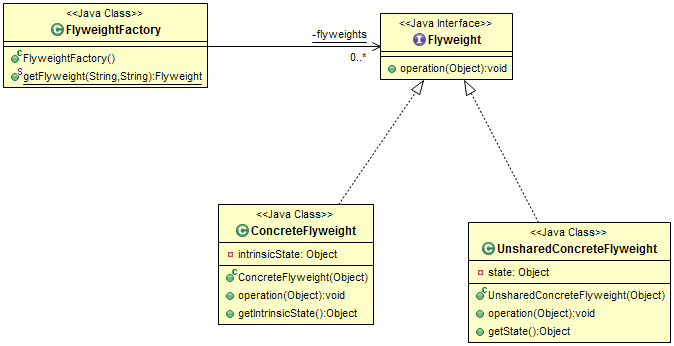 <<Java Class>>
FlyweightFactory
FlyweightFactory()
getFlyweight(String,String):Flyweight
-flyweights
0..*
<<Java Interface>>
Flyweight
operation(Object):void
<<Java Class>>
ConcreteFlyweight
intrinsicState: Object
ConcreteFlyweight(Object)
operation(Object):void
getIntrinsicState():Object
<<Java Class>>
UnsharedConcreteFlyweight
state: Object
UnsharedConcreteFlyweight(Object)
operation(Object):void
getState():Object